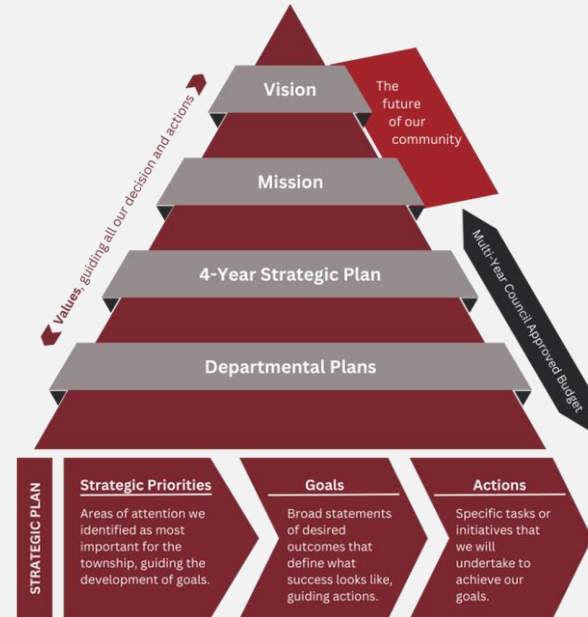 Vision
The
future
of our
community
Values, guiding all our decision and actions
Mission
Multi-Year Council Approved Budget
4-Year Strategic Plan
Departmental Plans
STRATEGIC PLAN
Strategic Priorities
Areas of attention we
identified as most
important for the
township, guiding the
development of goals.
Goals
Broad statements
of desired
outcomes that
define what
success looks like,
guiding actions.
Actions
Specific tasks or
initiatives that
we will
undertake to
achieve our
goals.